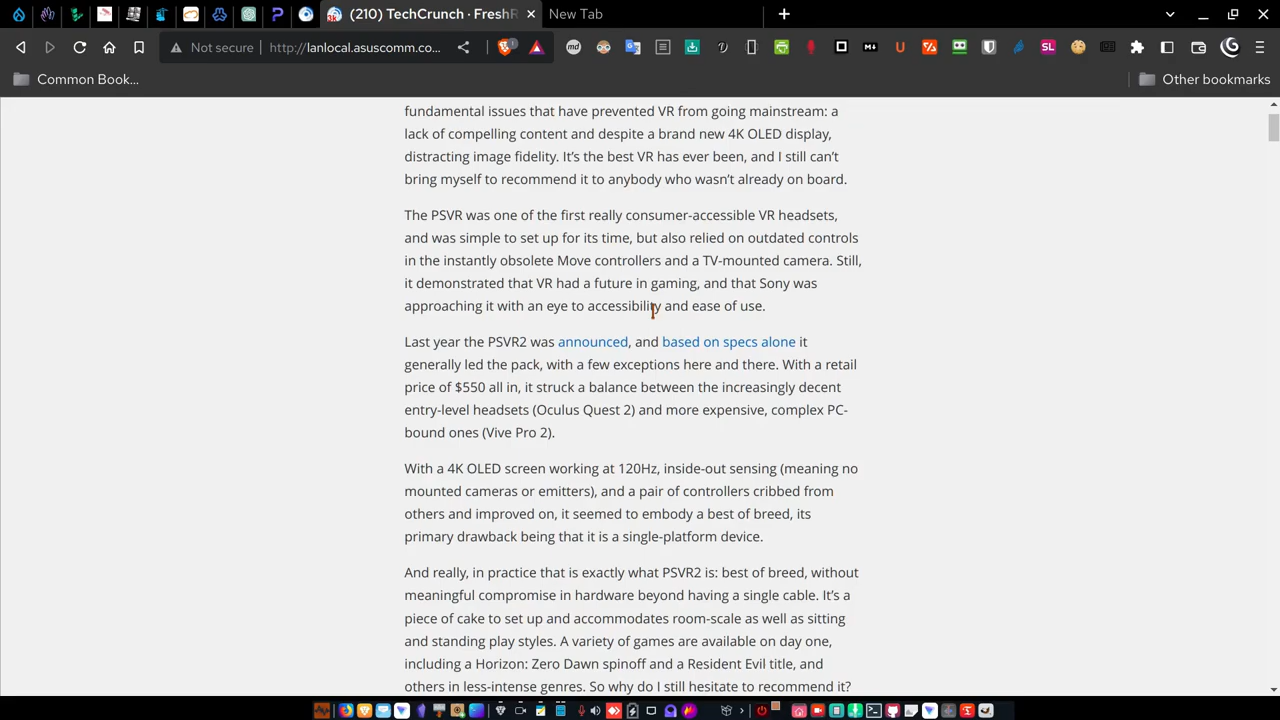 (210) TechCrunch · FreshR
New Tab
Not secure
http://lanlocal.asuscomm.co...
Common Book...
Other bookmarks
fundamental issues that have prevented VR from going mainstream: a
lack of compelling content and despite a brand new 4K OLED display,
distracting image fidelity. It’s the best VR has ever been, and I still can’t
bring myself to recommend it to anybody who wasn’t already on board.
The PSVR was one of the first really consumer-accessible VR headsets,
and was simple to set up for its time, but also relied on outdated controls
in the instantly obsolete Move controllers and a TV-mounted camera. Still,
it demonstrated that VR had a future in gaming, and that Sony was
approaching it with an eye to accessibility and ease of use.
Last year the PSVR2 was announced, and based on specs alone it
generally led the pack, with a few exceptions here and there. With a retail
price of $550 all in, it struck a balance between the increasingly decent
entry-level headsets (Oculus Quest 2) and more expensive, complex PC-
bound ones (Vive Pro 2).
With a 4K OLED screen working at 120Hz, inside-out sensing (meaning no
mounted cameras or emitters), and a pair of controllers cribbed from
others and improved on, it seemed to embody a best of breed, its
primary drawback being that it is a single-platform device.
And really, in practice that is exactly what PSVR2 is: best of breed, without
meaningful compromise in hardware beyond having a single cable. It’s a
piece of cake to set up and accommodates room-scale as well as sitting
and standing play styles. A variety of games are available on day one,
including a Horizon: Zero Dawn spinoff and a Resident Evil title, and
others in less-intense genres. So why do I still hesitate to recommend it?